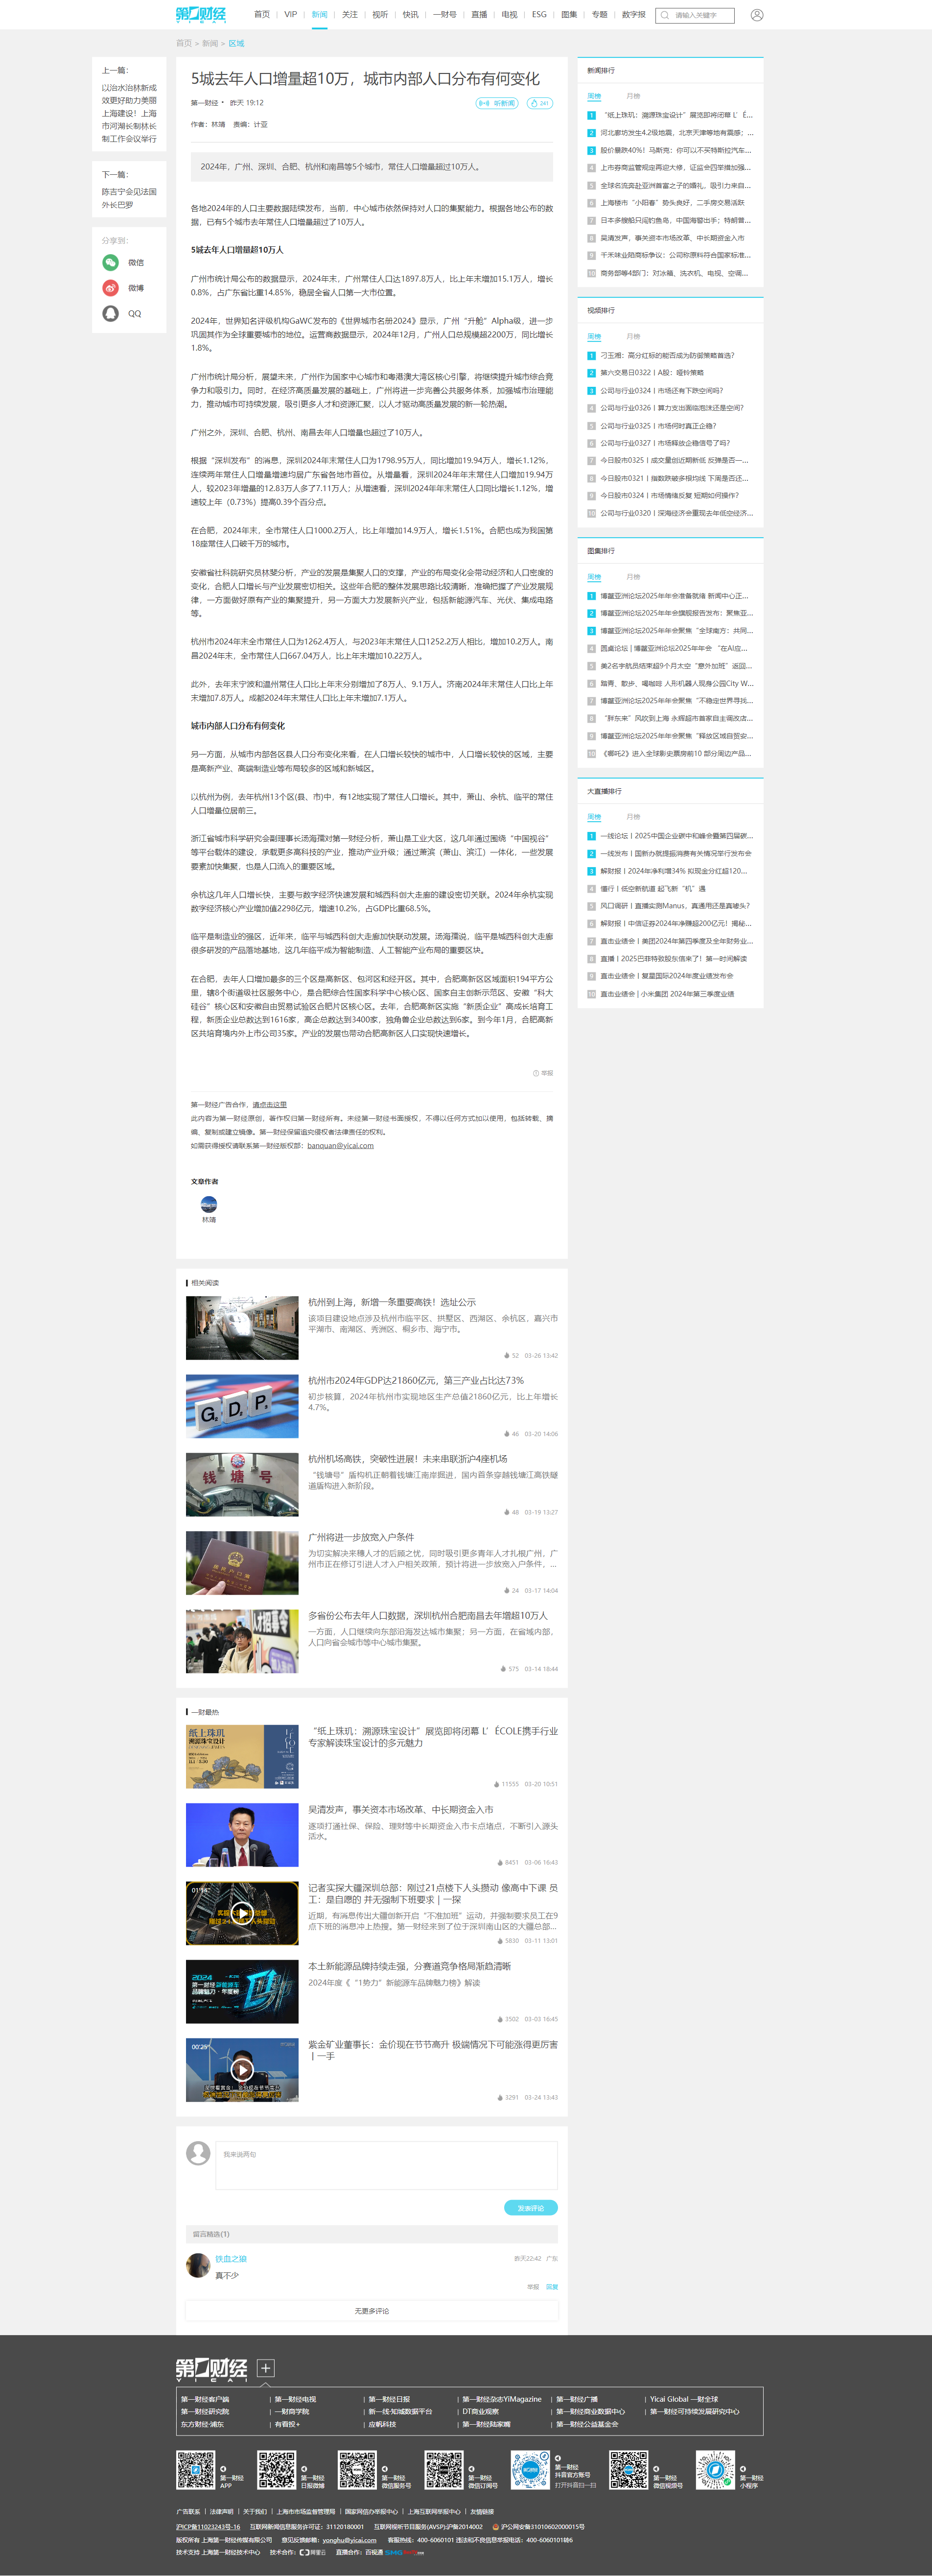 第一财经
YICAI
首页 | VIP | 新闻 | 关注 | 视听 | 快讯 | 一财号 | 直播 | 电视 | ESG | 图集 | 专题 | 数字报
请输入关键字
首页 > 新闻 > 区域
上一篇：
以治水治林新成
效更好助力美丽
上海建设！上海
市河湖长制林长
制工作会议举行
下一篇：
陈吉宁会见法国
外长巴罗
分享到：
微信
微博
QQ
5城去年人口增量超10万，城市内部人口分布有何变化
第一财经 • 昨天 19:12
听新闻
241
作者：林靖 责编：计亚
2024年，广州、深圳、合肥、杭州和南昌等5个城市，常住人口增量超过10万人。
各地2024年的人口主要数据陆续发布，当前，中心城市依然保持对人口的集聚能力。根据各地公布的数
据，已有5个城市去年常住人口增量超过了10万人。
5城去年人口增量超10万人
广州市统计局公布的数据显示，2024年末，广州常住人口达1897.8万人，比上年末增加15.1万人，增长
0.8%，占广东省比重14.85%，稳居全省人口第一大市位置。
2024年，世界知名评级机构GaWC发布的《世界城市名册2024》显示，广州“升舱”Alpha级，进一步
巩固其作为全球重要城市的地位。运营商数据显示，2024年12月，广州人口总规模超2200万，同比增长
1.8%。
广州市统计局分析，展望未来，广州作为国家中心城市和粤港澳大湾区核心引擎，将继续提升城市综合竞
争力和吸引力。同时，在经济高质量发展的基础上，广州将进一步完善公共服务体系，加强城市治理能
力，推动城市可持续发展，吸引更多人才和资源汇聚，以人才驱动高质量发展的新一轮热潮。
广州之外，深圳、合肥、杭州、南昌去年人口增量也超过了10万人。
根据“深圳发布”的消息，深圳2024年末常住人口为1798.95万人，同比增加19.94万人，增长1.12%，
连续两年常住人口增量增速均居广东省各地市首位。从增量看，深圳2024年年末常住人口增加19.94万
人，较2023年增量的12.83万人多了7.11万人；从增速看，深圳2024年年末常住人口同比增长1.12%，增
速较上年（0.73%）提高0.39个百分点。
在合肥，2024年末，全市常住人口1000.2万人，比上年增加14.9万人，增长1.51%。合肥也成为我国第
18座常住人口破千万的城市。
安徽省社科院研究员林斐分析，产业的发展是集聚人口的支撑，产业的布局变化会带动经济和人口密度的
变化，合肥人口增长与产业发展密切相关。这些年合肥的整体发展思路比较清晰，准确把握了产业发展规
律，一方面做好原有产业的集聚提升，另一方面大力发展新兴产业，包括新能源汽车、光伏、集成电路
等。
杭州市2024年末全市常住人口为1262.4万人，与2023年末常住人口1252.2万人相比，增加10.2万人。南
昌2024年末，全市常住人口667.04万人，比上年末增加10.22万人。
此外，去年末宁波和温州常住人口比上年末分别增加了8万人、9.1万人。济南2024年末常住人口比上年
末增加7.8万人。成都2024年末常住人口比上年末增加7.1万人。
城市内部人口分布有何变化
另一方面，从城市内部各区县人口分布变化来看，在人口增长较快的城市中，人口增长较快的区域，主要
是高新产业、高端制造业等布局较多的区域和新城区。
以杭州为例，去年杭州13个区(县、市)中，有12地实现了常住人口增长。其中，萧山、余杭、临平的常住
人口增量位居前三。
浙江省城市科学研究会副理事长汤海孺对第一财经分析，萧山是工业大区，这几年通过围绕“中国视谷”
等平台载体的建设，承载更多高科技的产业，推动产业升级；通过萧滨（萧山、滨江）一体化，一些发展
要素加快集聚，也是人口流入的重要区域。
余杭这几年人口增长快，主要与数字经济快速发展和城西科创大走廊的建设密切关联。2024年余杭实现
数字经济核心产业增加值2298亿元，增速10.2%，占GDP比重68.5%。
临平是制造业的强区，近年来，临平与城西科创大走廊加快联动发展。汤海孺说，临平是城西科创大走廊
很多研发的产品落地基地，这几年临平成为智能制造、人工智能产业布局的重要区块。
在合肥，去年人口增加最多的三个区是高新区、包河区和经开区。其中，合肥高新区区域面积194平方公
里，辖8个街道级社区服务中心，是合肥综合性国家科学中心核心区、国家自主创新示范区、安徽“科大
硅谷”核心区和安徽自由贸易试验区合肥片区核心区。去年，合肥高新区实施“新质企业”高成长培育工
程，新质企业总数达到1616家，高企总数达到3400家，独角兽企业总数达到6家。到今年1月，合肥高新
区共培育境内外上市公司35家。产业的发展也带动合肥高新区人口实现快速增长。
举报
第一财经广告合作，请点击这里
此内容为第一财经原创，著作权归第一财经所有。未经第一财经书面授权，不得以任何方式加以使用，包括转载、摘
编、复制或建立镜像。第一财经保留追究侵权者法律责任的权利。
如需获得授权请联系第一财经版权部：banquan@yicai.com
文章作者
林靖
相关阅读
杭州到上海，新增一条重要高铁！选址公示
该项目建设地点涉及杭州市临平区、拱墅区、西湖区、余杭区，嘉兴市
平湖市、南湖区、秀洲区、桐乡市、海宁市。
52 03-26 13:42
GDP
杭州市2024年GDP达21860亿元，第三产业占比达73%
初步核算，2024年杭州市实现地区生产总值21860亿元，比上年增长
4.7%。
46 03-20 14:06
钱塘号
杭州机场高铁，突破性进展！未来串联浙沪4座机场
“钱塘号”盾构机正朝着钱塘江南岸掘进，国内首条穿越钱塘江高铁隧
道盾构进入新阶段。
48 03-19 13:27
广州将进一步放宽入户条件
为切实解决来穗人才的后顾之忧，同时吸引更多青年人才扎根广州，广
州市正在修订引进人才入户相关政策，预计将进一步放宽入户条件，...
24 03-17 14:04
多省份公布去年人口数据，深圳杭州合肥南昌去年增超10万人
一方面，人口继续向东部沿海发达城市集聚；另一方面，在省域内部，
人口向省会城市等中心城市集聚。
575 03-14 18:44
一财最热
纸上珠玑
溯源珠宝设计
“纸上珠玑：溯源珠宝设计”展览即将闭幕 L’ÉCOLE携手行业
专家解读珠宝设计的多元魅力
11555 03-20 10:51
吴清发声，事关资本市场改革、中长期资金入市
逐项打通社保、保险、理财等中长期资金入市卡点堵点，不断引入源头
活水。
8451 03-06 16:43
01'14"
记者实探大疆深圳总部：刚过21点楼下人头攒动 像高中下课 员
工：是自愿的 并无强制下班要求｜一探
近期，有消息传出大疆创新开启“不准加班”运动，并强制要求员工在9
点下班的消息冲上热搜。第一财经来到了位于深圳南山区的大疆总部...
5830 03-11 13:01
2024
本土新能源品牌持续走强，分赛道竞争格局渐趋清晰
2024年度《“1势力”新能源车品牌魅力榜》解读
3502 03-03 16:45
00'29"
紫金矿业董事长：金价现在节节高升 极端情况下可能涨得更厉害
｜一手
3291 03-24 13:43
我来说两句
发表评论
留言精选(1)
铁血之狼
昨天22:42 广东
真不少
举报 回复
无更多评论
新闻排行
周榜 月榜
1 “纸上珠玑：溯源珠宝设计”展览即将闭幕 L’É...
2 河北廊坊发生4.2级地震，北京天津等地有震感；...
3 股价暴跌40%！马斯克：你可以不买特斯拉汽车...
4 上市券商监管规定再迎大修，证监会四举措加强...
5 全球名流奔赴亚洲首富之子的婚礼，吸引力来自...
6 上海楼市“小阳春”势头良好，二手房交易活跃
7 日本多艘船只闯钓鱼岛，中国海警出手；特朗普...
8 吴清发声，事关资本市场改革、中长期资金入市
9 千禾味业陷商标争议：公司称原料符合国家标准...
10 商务部等4部门：对冰箱、洗衣机、电视、空调...
视频排行
周榜 月榜
1 刁玉湘：高分红标的能否成为防御策略首选？
2 第六交易日0322丨A股：哑铃策略
3 公司与行业0324丨市场还有下跌空间吗？
4 公司与行业0326丨算力支出面临泡沫还是空间？
5 公司与行业0325丨市场何时真正企稳？
6 公司与行业0327丨市场释放企稳信号了吗？
7 今日股市0325丨成交量创近期新低 反弹是否一...
8 今日股市0321丨指数跌破多根均线 下周是否还...
9 今日股市0324丨市场情绪反复 短期如何操作？
10 公司与行业0320丨深海经济会重现去年低空经济...
图集排行
周榜 月榜
1 博鳌亚洲论坛2025年年会准备就绪 新闻中心正...
2 博鳌亚洲论坛2025年年会旗舰报告发布：聚焦亚...
3 博鳌亚洲论坛2025年年会聚焦“全球南方：共同...
4 圆桌论坛 | 博鳌亚洲论坛2025年年会 “在AI应...
5 美2名宇航员结束超9个月太空“意外加班”返回...
6 踏青、散步、喝咖啡 人形机器人现身公园City W...
7 博鳌亚洲论坛2025年年会聚焦“不稳定世界寻找...
8 “胖东来”风吹到上海 永辉超市首家自主调改店...
9 博鳌亚洲论坛2025年年会聚焦“释放区域自贸安...
10 《哪吒2》进入全球影史票房前10 部分周边产品...
大直播排行
周榜 月榜
1 一线论坛丨2025中国企业碳中和峰会暨第四届碳...
2 一线发布丨国新办就提振消费有关情况举行发布会
3 解财报丨2024年净利增34% 拟现金分红超120...
4 懂行丨低空新航道 起飞新“机”遇
5 风口调研丨直播实测Manus，真通用还是真噱头？
6 解财报丨中信证券2024年净赚超200亿元！揭秘...
7 直击业绩会丨美团2024年第四季度及全年财务业...
8 直播丨2025巴菲特致股东信来了！第一时间解读
9 直击业绩会丨复星国际2024年度业绩发布会
10 直击业绩会 | 小米集团 2024年第三季度业绩
第一财经
YICAI
第一财经客户端 | 第一财经电视 | 第一财经日报 | 第一财经杂志YiMagazine | 第一财经广播 | Yicai Global 一财全球
第一财经研究院 | 一财商学院 | 新一线·知城数据平台 | DT商业观察 | 第一财经商业数据中心 | 第一财经可持续发展研究中心
东方财经·浦东 | 有看投+ | 应帆科技 | 第一财经陆家嘴 | 第一财经公益基金会
第一财经
APP
第一财经
日报微博
第一财经
微信服务号
第一财经
微信订阅号
第一财经
抖音官方账号
打开抖音扫一扫
第一财经
微信视频号
第一财经
小程序
广告联系 | 法律声明 | 关于我们 | 上海市市场监督管理局 | 国家网信办举报中心 | 上海互联网举报中心 | 友情链接
沪ICP备11023243号-16 互联网新闻信息服务许可证：31120180001 互联网视听节目服务(AVSP):沪备2014002 沪公网安备31010602000015号
版权所有 上海第一财经传媒有限公司 意见反馈邮箱：yonghu@yicai.com 客服热线：400-6060101 违法和不良信息举报电话：400-6060101转6
技术支持 上海第一财经技术中心 技术合作： 阿里云 直播合作：百视通 SMG